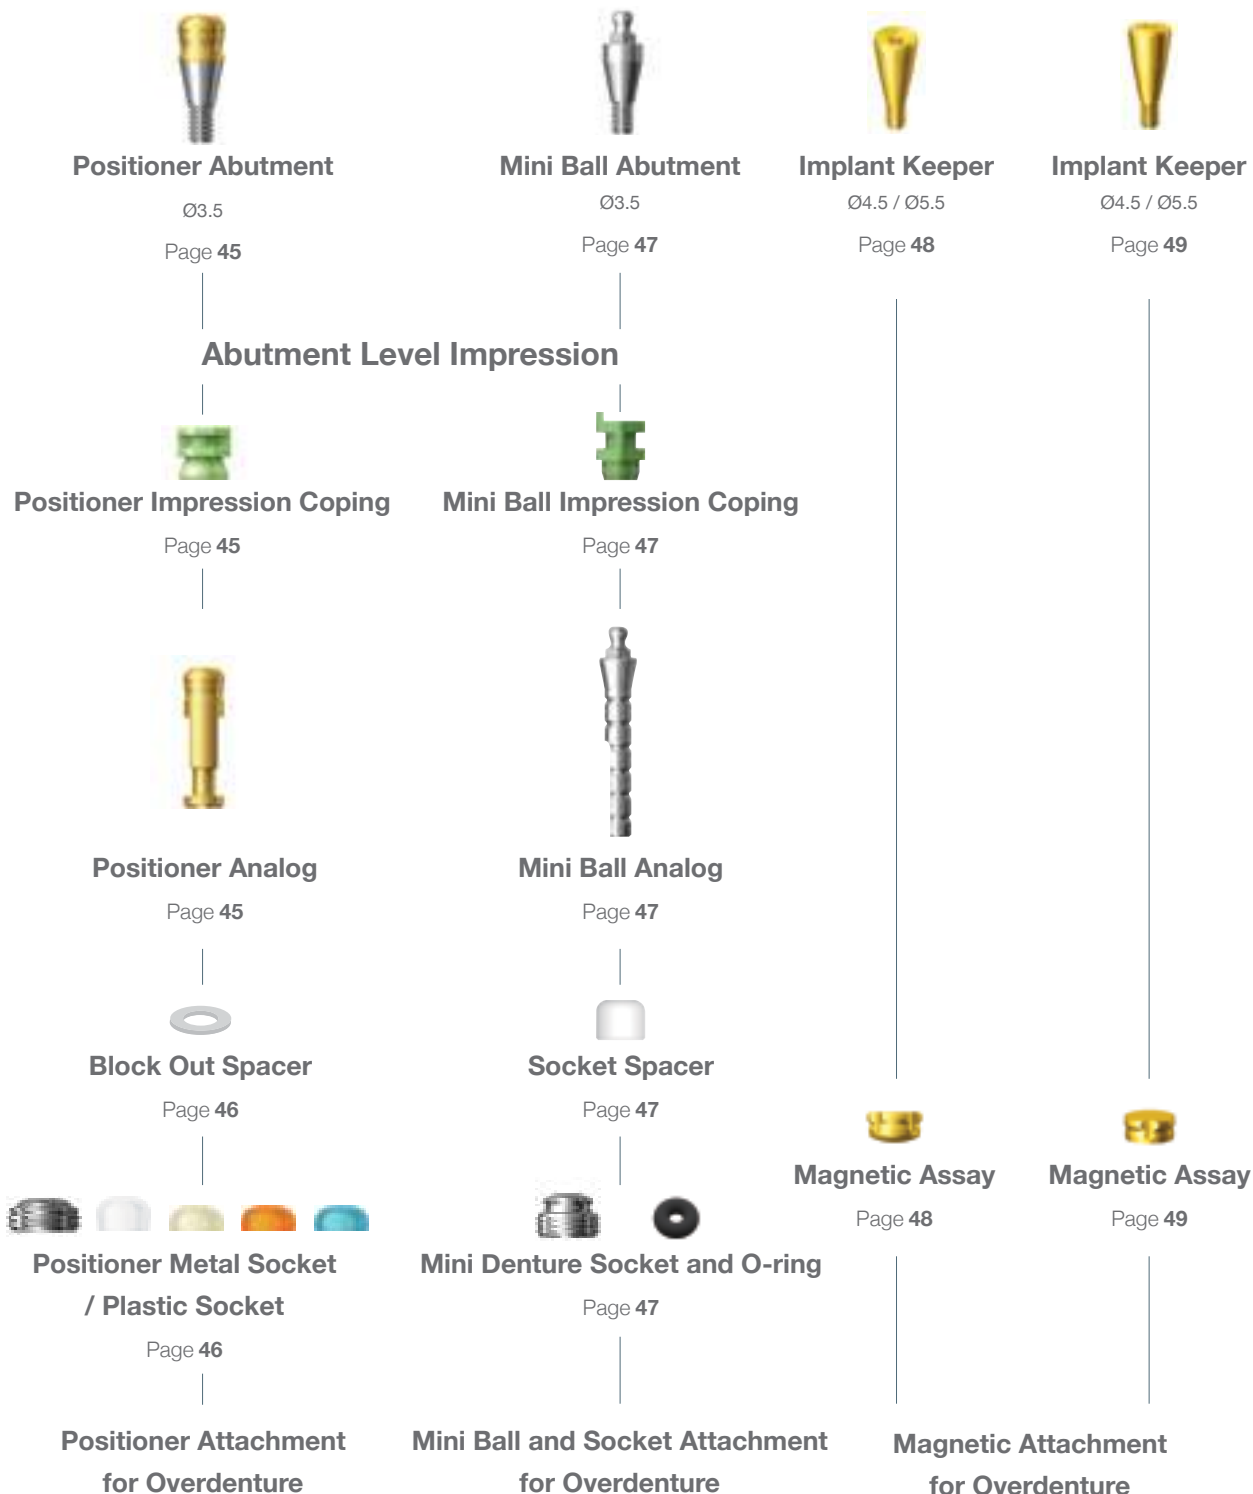 Positioner Abutment
Ø3.5
Page 45
Mini Ball Abutment
Ø3.5
Page 47
Implant Keeper
Ø4.5 / Ø5.5
Page 48
Implant Keeper
Ø4.5 / Ø5.5
Page 49
Abutment Level Impression
Positioner Impression Coping
Page 45
Mini Ball Impression Coping
Page 47
Positioner Analog
Page 45
Mini Ball Analog
Page 47
Block Out Spacer
Page 46
Socket Spacer
Page 47
Magnetic Assay
Page 48
Magnetic Assay
Page 49
Positioner Metal Socket
/ Plastic Socket
Page 46
Mini Denture Socket and O-ring
Page 47
Positioner Attachment
for Overdenture
Mini Ball and Socket Attachment
for Overdenture
Magnetic Attachment
for Overdenture